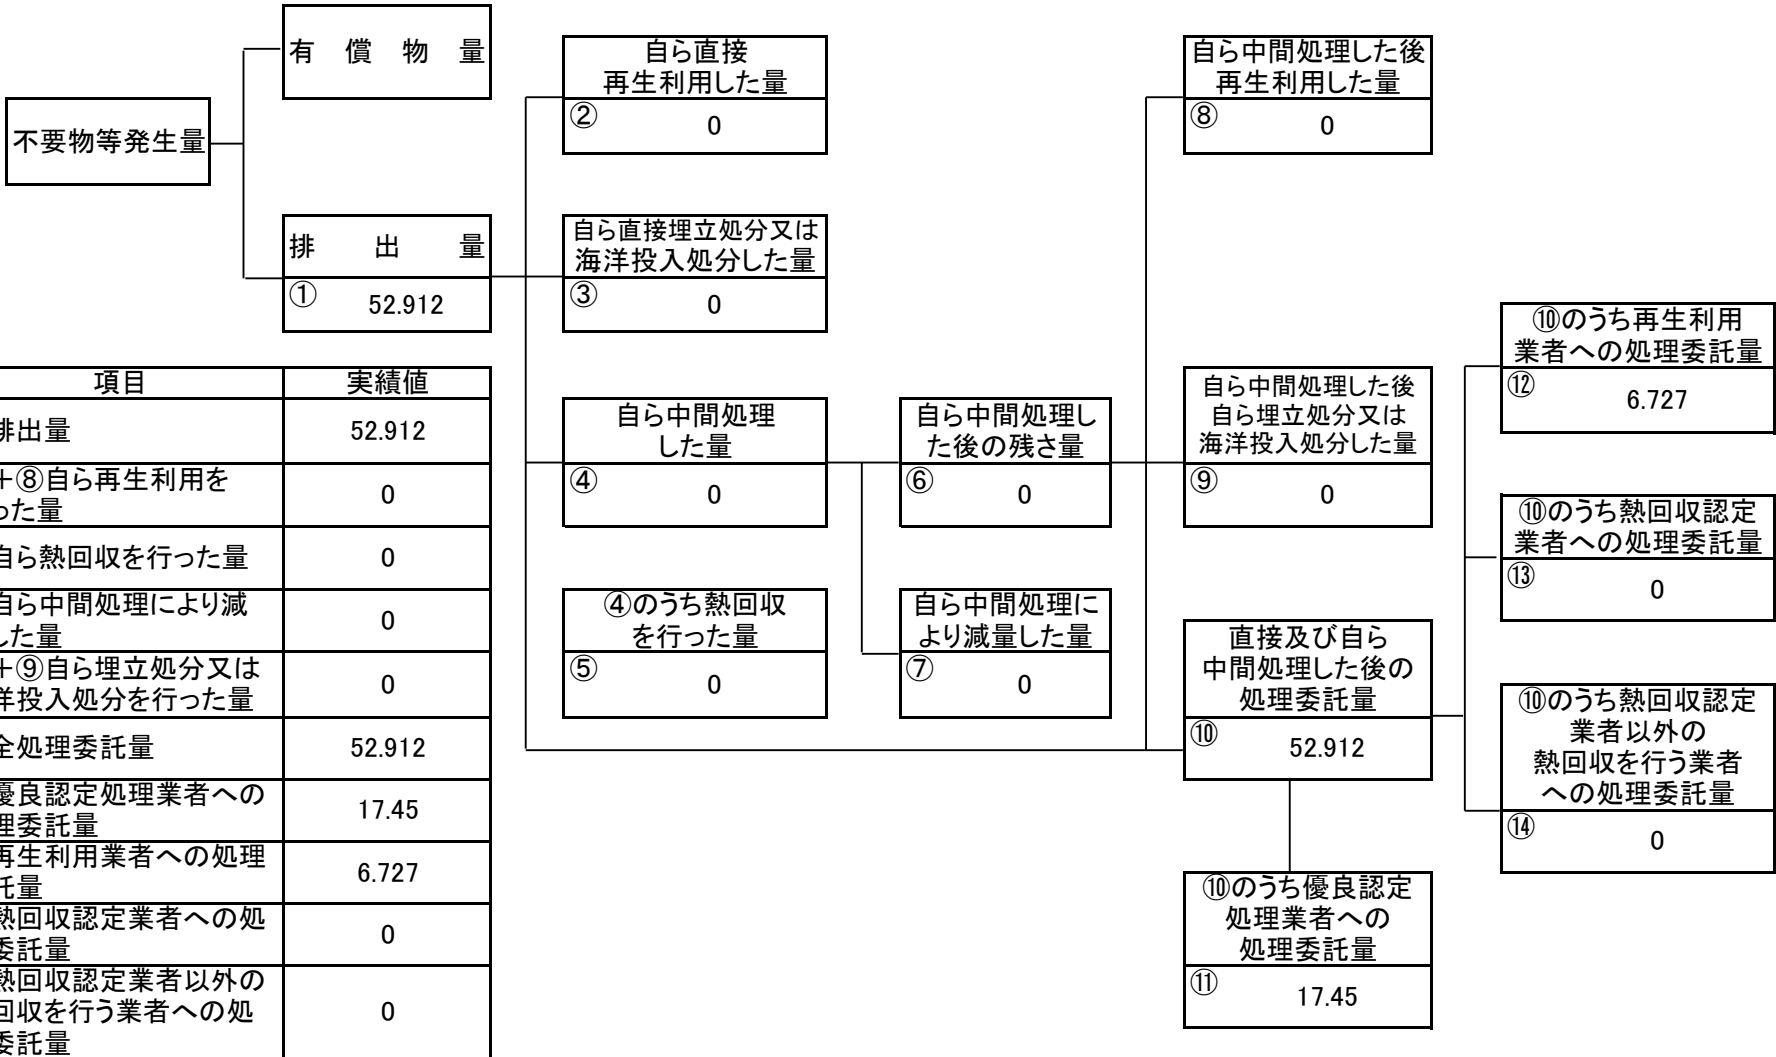 有償物量
不要物等発生量
排出量
① 52.912
自ら直接
再生利用した量
② 0
自ら直接埋立処分又は
海洋投入処分した量
③ 0
自ら中間処理
した量
④ 0
④のうち熱回収
を行った量
⑤ 0
自ら中間処理し
た後の残さ量
⑥ 0
自ら中間処理に
より減量した量
⑦ 0
自ら中間処理した後
再生利用した量
⑧ 0
自ら中間処理した後
自ら埋立処分又は
海洋投入処分した量
⑨ 0
直接及び自ら
中間処理した後の
処理委託量
⑩ 52.912
⑩のうち優良認定
処理業者への
処理委託量
⑪ 17.45
⑩のうち再生利用
業者への処理委託量
⑫ 6.727
⑩のうち熱回収認定
業者への処理委託量
⑬ 0
⑩のうち熱回収認定
業者以外の
熱回収を行う業者
への処理委託量
⑭ 0
項目 実績値
排出量 52.912
+⑧自ら再生利用を
った量 0
自ら熱回収を行った量 0
自ら中間処理により減
した量 0
+⑨自ら埋立処分又は
洋投入処分を行った量 0
全処理委託量 52.912
優良認定処理業者への
理委託量 17.45
再生利用業者への処理
託量 6.727
熱回収認定業者への処
委託量 0
熱回収認定業者以外の
回収を行う業者への処
委託量 0